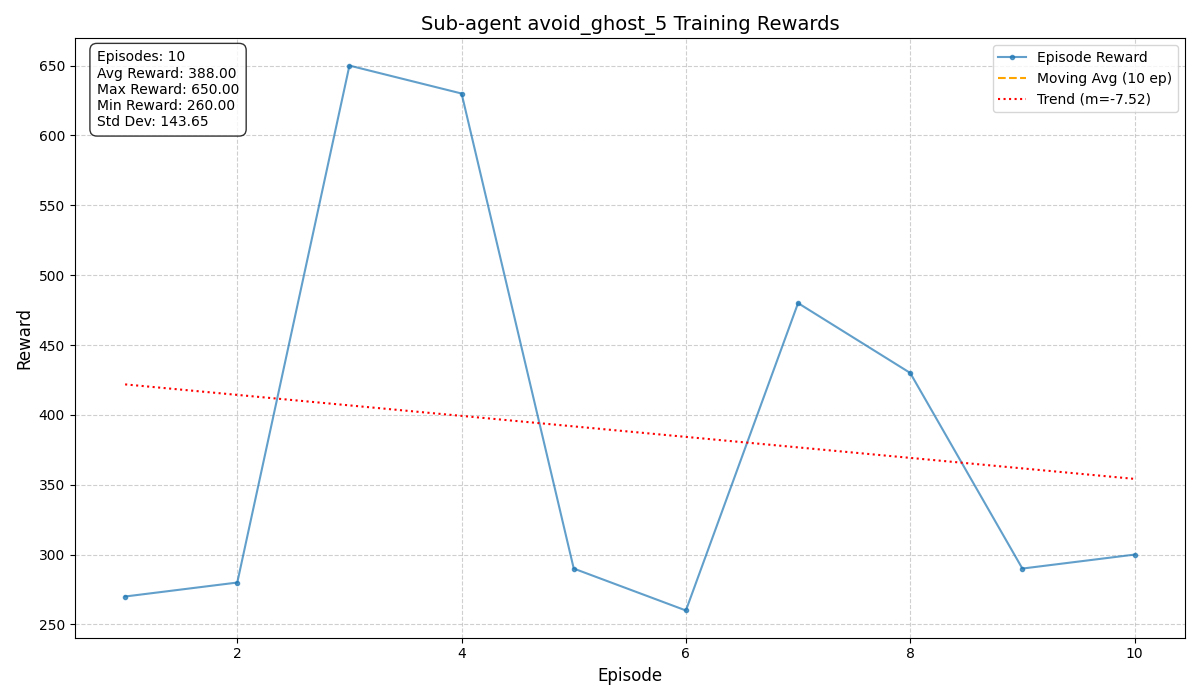 Sub-agent avoid_ghost_5 Training Rewards
Episodes: 10
Avg Reward: 388.00
Max Reward: 650.00
Min Reward: 260.00
Std Dev: 143.65
Episode Reward
Moving Avg (10 ep)
Trend (m=-7.52)
Reward
650
600
550
500
450
400
350
300
250
2 4 6 8 10
Episode